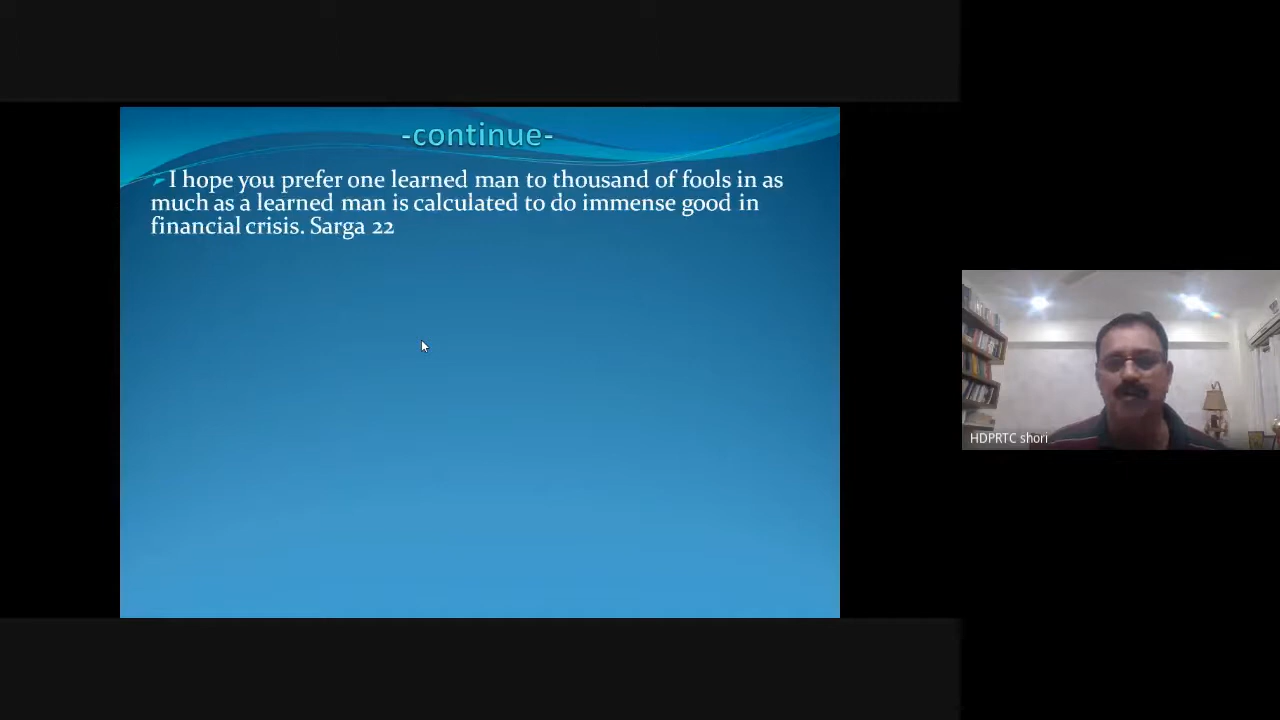 -continue-
I hope you prefer one learned man to thousand of fools in as
much as a learned man is calculated to do immense good in
financial crisis. Sarga 22
HDPRTC shori